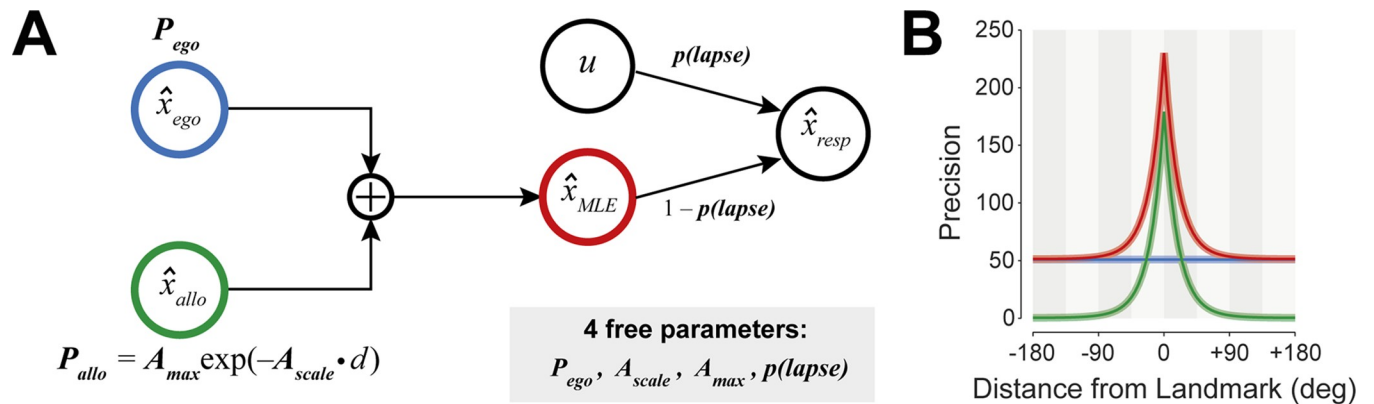 A
P_ego
x̂_ego
x̂_allo
P_allo = A_max exp(–A_scale • d)
+
u
p(lapse)
x̂_MLE
1 – p(lapse)
x̂_resp
4 free parameters:
P_ego, A_scale, A_max, p(lapse)
B
Precision
250
200
150
100
50
0
-180 -90 0 +90 +180
Distance from Landmark (deg)